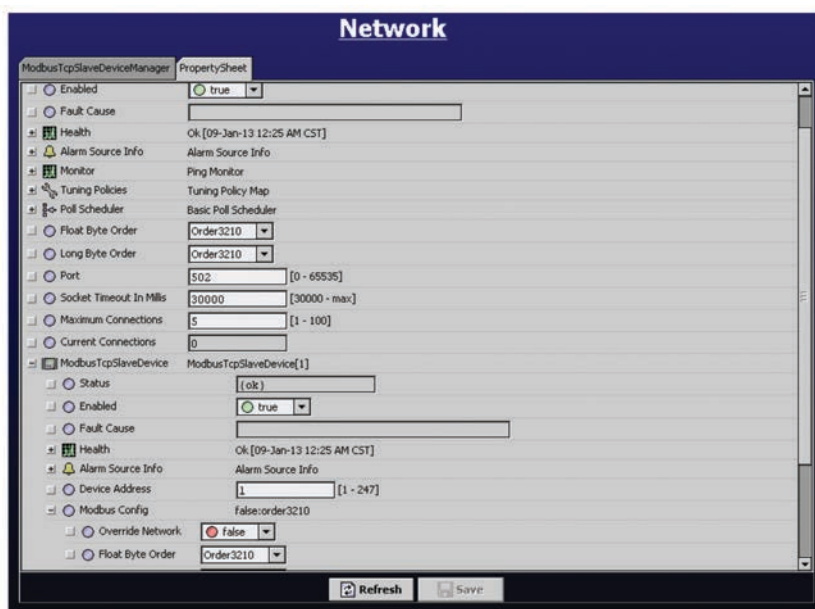 Network
ModbusTcpSlaveDeviceManager PropertySheet
Enabled true
Fault Cause
Health Ok [09-Jan-13 12:25 AM CST]
Alarm Source Info Alarm Source Info
Monitor Ping Monitor
Tuning Policies Tuning Policy Map
Poll Scheduler Basic Poll Scheduler
Float Byte Order Order3210
Long Byte Order Order3210
Port 502 [0 - 65535]
Socket Timeout In Millis 30000 [30000 - max]
Maximum Connections 5 [1 - 100]
Current Connections 0
ModbusTcpSlaveDevice ModbusTcpSlaveDevice[1]
Status {ok}
Enabled true
Fault Cause
Health Ok [09-Jan-13 12:25 AM CST]
Alarm Source Info Alarm Source Info
Device Address 1 [1 - 247]
Modbus Config false:order3210
Override Network false
Float Byte Order Order3210
Refresh Save